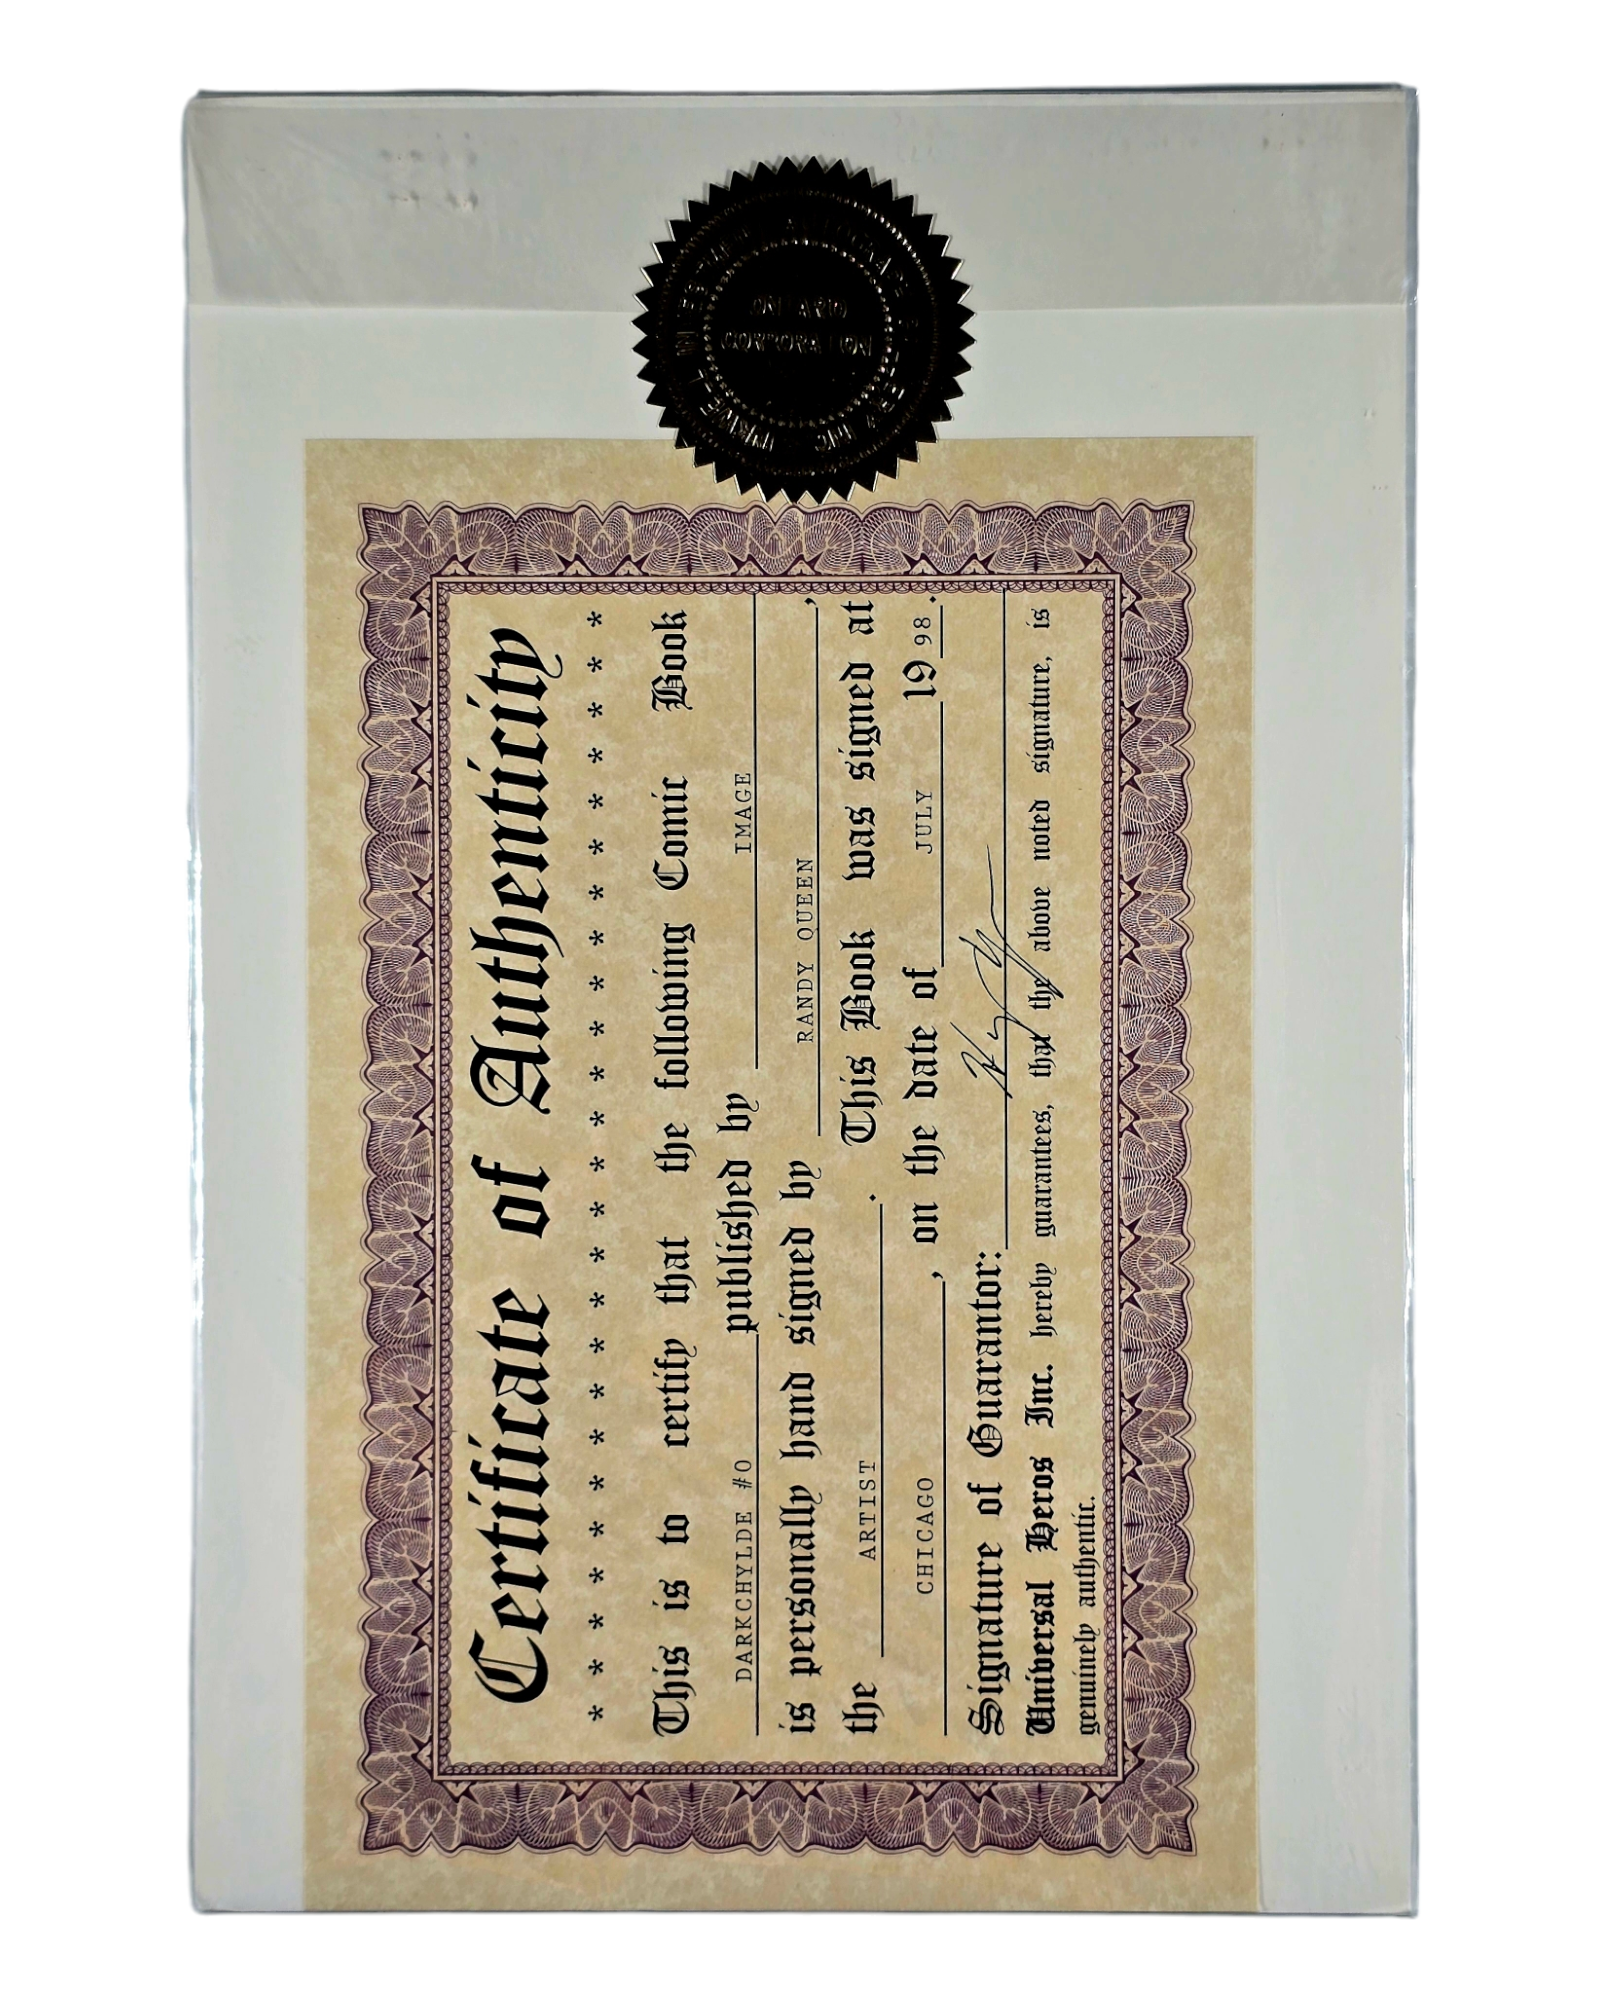 ONTARIO
CORPORATION
Certificate of Authenticity
* * * * * * * * * * * * * * * * * * * * * * * * *
This is to certify that the following Comic Book
DARKCHYLDE #0 published by IMAGE
is personally hand signed by RANDY QUEEN,
the ARTIST. This Book was signed at
CHICAGO, on the date of JULY 1998.
Signature of Guarantor:
Universal Heros Inc. hereby guarantees, that the above noted signature, is
genuinely authentic.